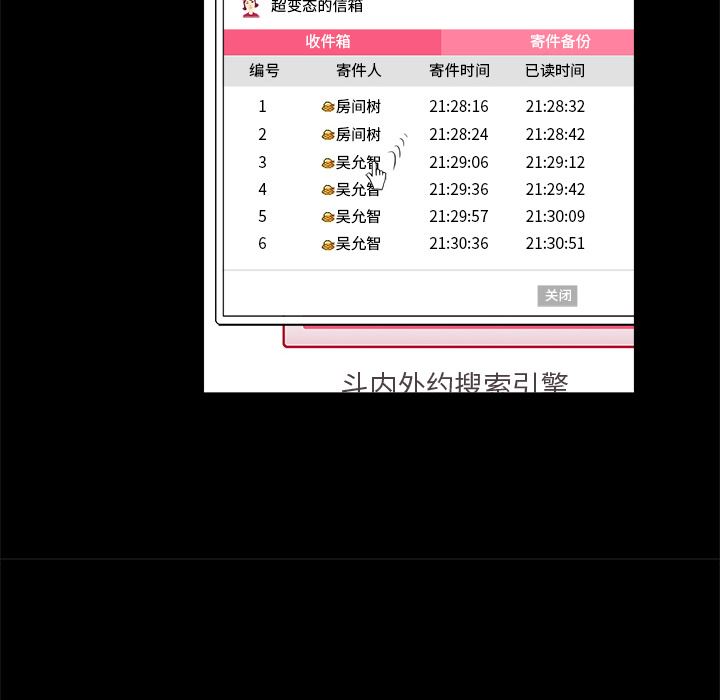 超变态的信箱
收件箱 寄件备份
编号 寄件人 寄件时间 已读时间
1 房间树 21:28:16 21:28:32
2 房间树 21:28:24 21:28:42
3 吴允智 21:29:06 21:29:12
4 吴允智 21:29:36 21:29:42
5 吴允智 21:29:57 21:30:09
6 吴允智 21:30:36 21:30:51
关闭
斗内外约搜索引擎